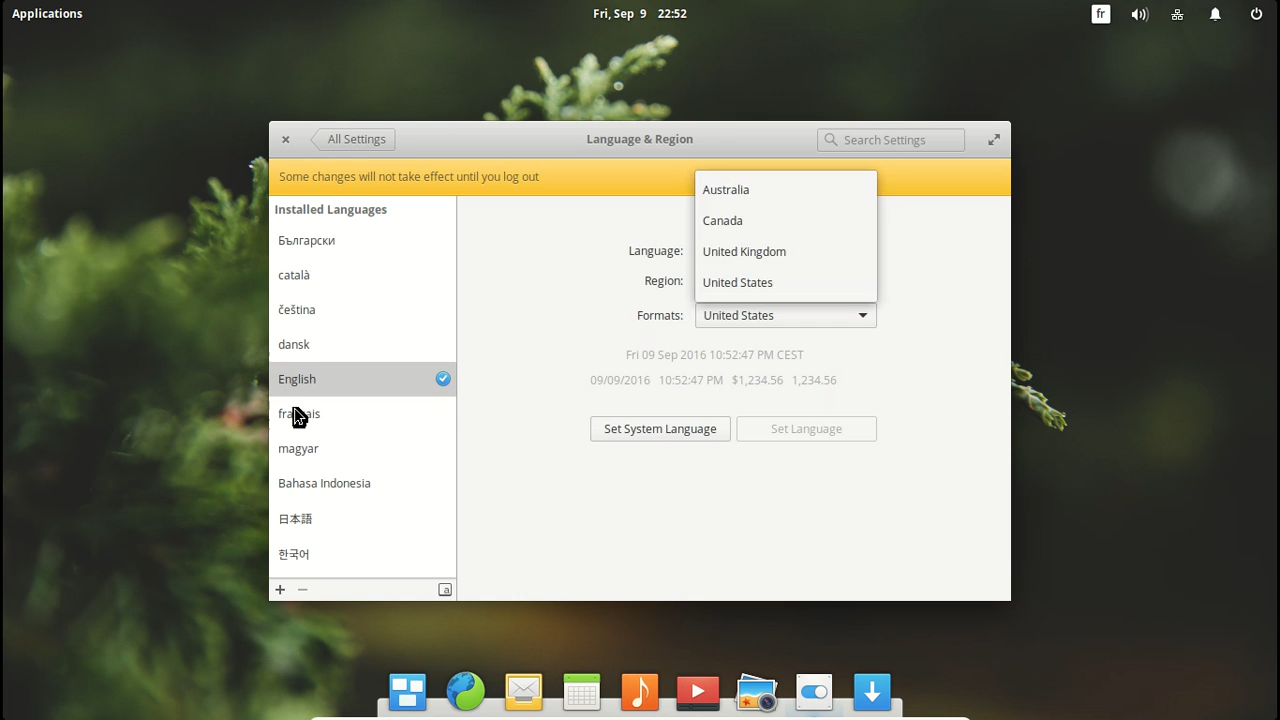 Applications
Fri, Sep 9 22:52
fr
All Settings
Language & Region
Search Settings
Some changes will not take effect until you log out
Installed Languages
Български
català
čeština
dansk
English
magyar
Bahasa Indonesia
日本語
한국어
a
Australia
Canada
United Kingdom
United States
Language:
Region:
Formats:
United States
Fri 09 Sep 2016 10:52:47 PM CEST
09/09/2016 10:52:47 PM $1,234.56 1,234.56
Set System Language
Set Language